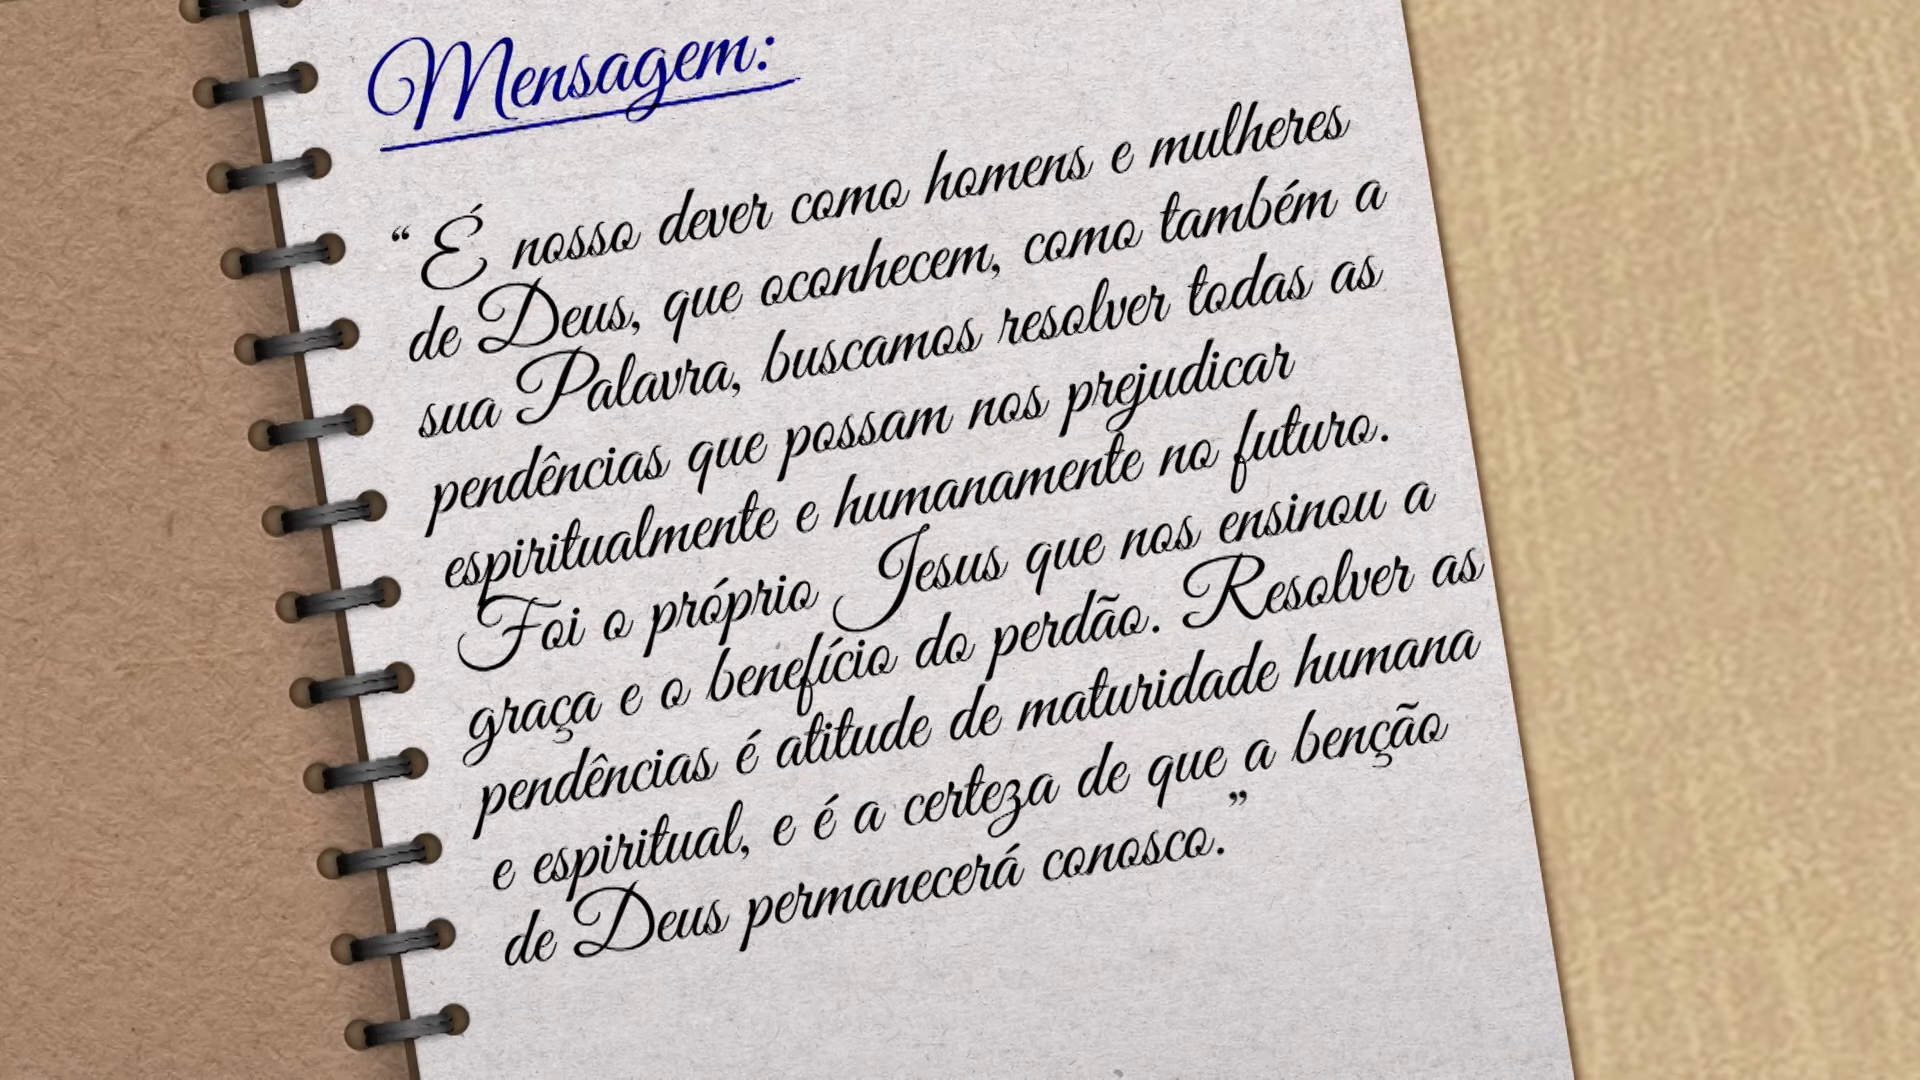 Mensagem:
“ É nosso dever como homens e mulheres
de Deus, que oconhecem, como também a
sua Palavra, buscamos resolver todas as
pendências que possam nos prejudicar
espiritualmente e humanamente no futuro.
Foi o próprio Jesus que nos ensinou a
graça e o benefício do perdão. Resolver as
pendências é atitude de maturidade humana
e espiritual, e é a certeza de que a benção
de Deus permanecerá conosco.”